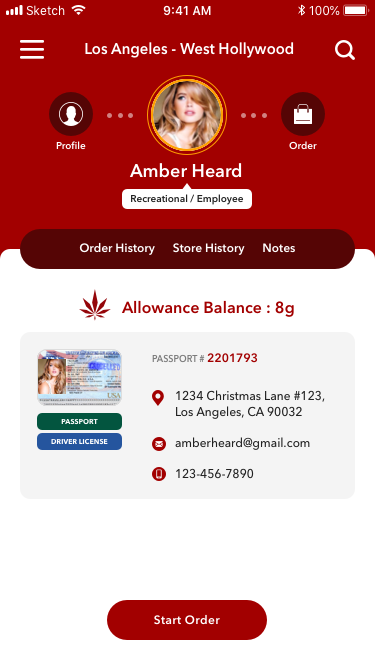 Sketch 9:41 AM 100%
Los Angeles - West Hollywood
Profile Order
Amber Heard
Recreational / Employee
Order History Store History Notes
Allowance Balance : 8g
PASSPORT # 2201793
1234 Christmas Lane #123,
Los Angeles, CA 90032
USA
PASSPORT
DRIVER LICENSE
amberheard@gmail.com
123-456-7890
Start Order